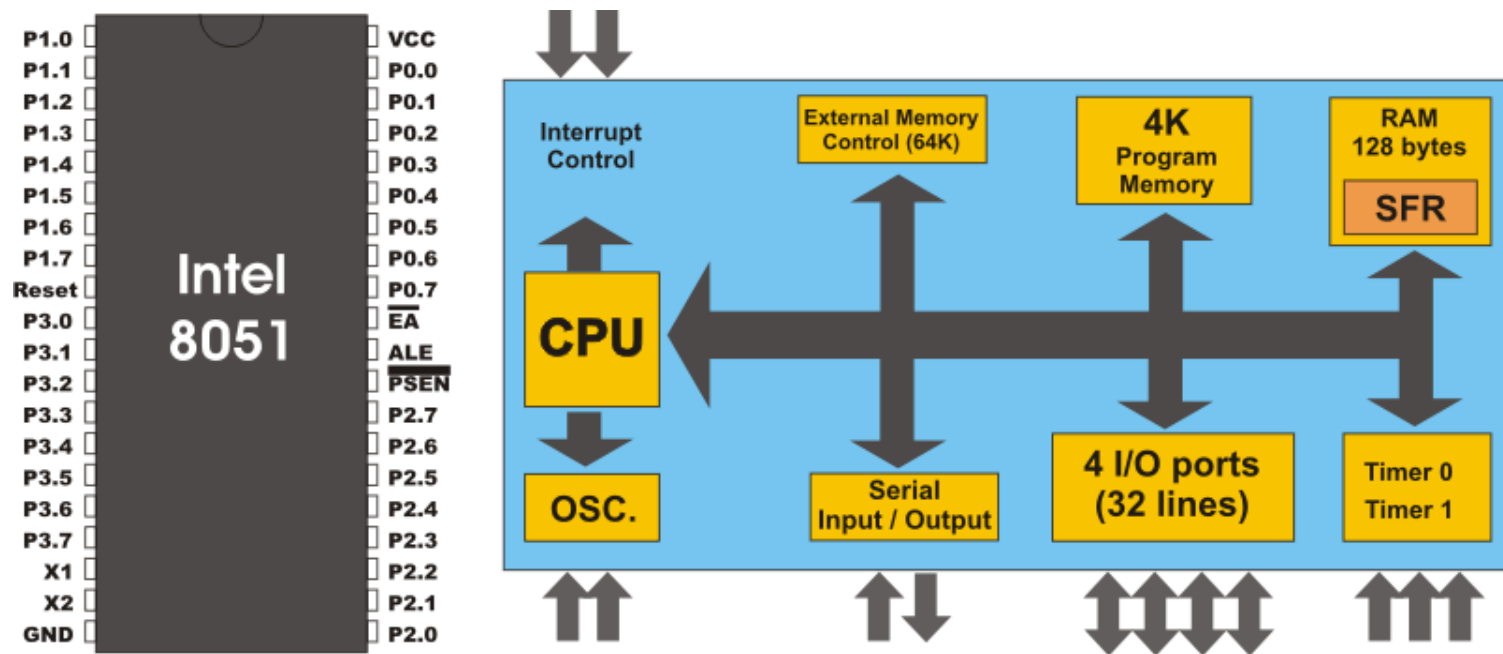 P1.0
P1.1
P1.2
P1.3
P1.4
P1.5
P1.6
P1.7
Reset
P3.0
P3.1
P3.2
P3.3
P3.4
P3.5
P3.6
P3.7
X1
X2
GND
Intel
8051
VCC
P0.0
P0.1
P0.2
P0.3
P0.4
P0.5
P0.6
P0.7
EA
ALE
PSEN
P2.7
P2.6
P2.5
P2.4
P2.3
P2.2
P2.1
P2.0
Interrupt
Control
External Memory
Control (64K)
4K
Program
Memory
RAM
128 bytes
SFR
CPU
OSC.
Serial
Input / Output
4 I/O ports
(32 lines)
Timer 0
Timer 1